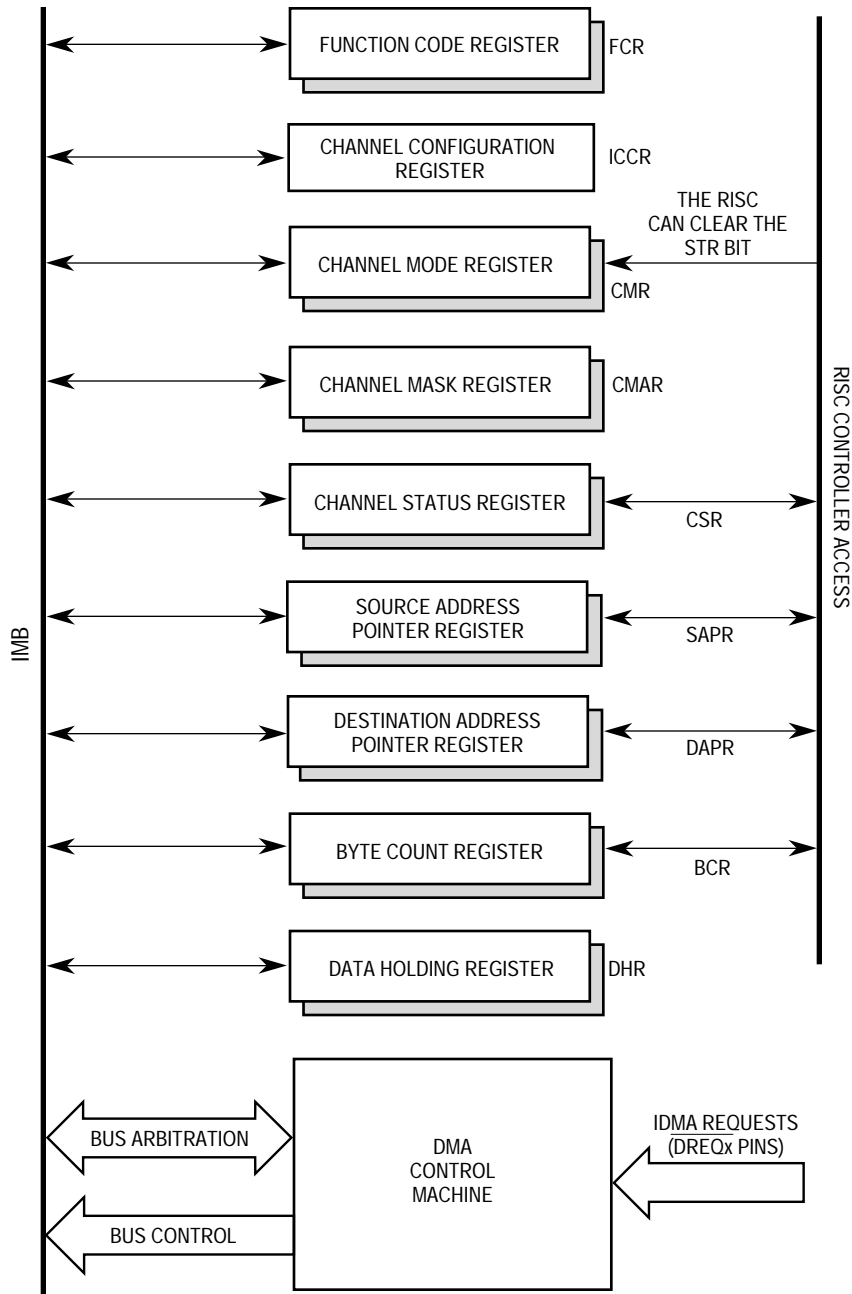 FUNCTION CODE REGISTER
FCR
CHANNEL CONFIGURATION
REGISTER
ICCR
THE RISC
CAN CLEAR THE
STR BIT
CHANNEL MODE REGISTER
CMR
CHANNEL MASK REGISTER
CMAR
CHANNEL STATUS REGISTER
CSR
RISC CONTROLLER ACCESS
SOURCE ADDRESS
POINTER REGISTER
SAPR
IMB
DESTINATION ADDRESS
POINTER REGISTER
DAPR
BYTE COUNT REGISTER
BCR
DATA HOLDING REGISTER
DHR
BUS ARBITRATION
BUS CONTROL
DMA
CONTROL
MACHINE
IDMA REQUESTS
(DREQx PINS)